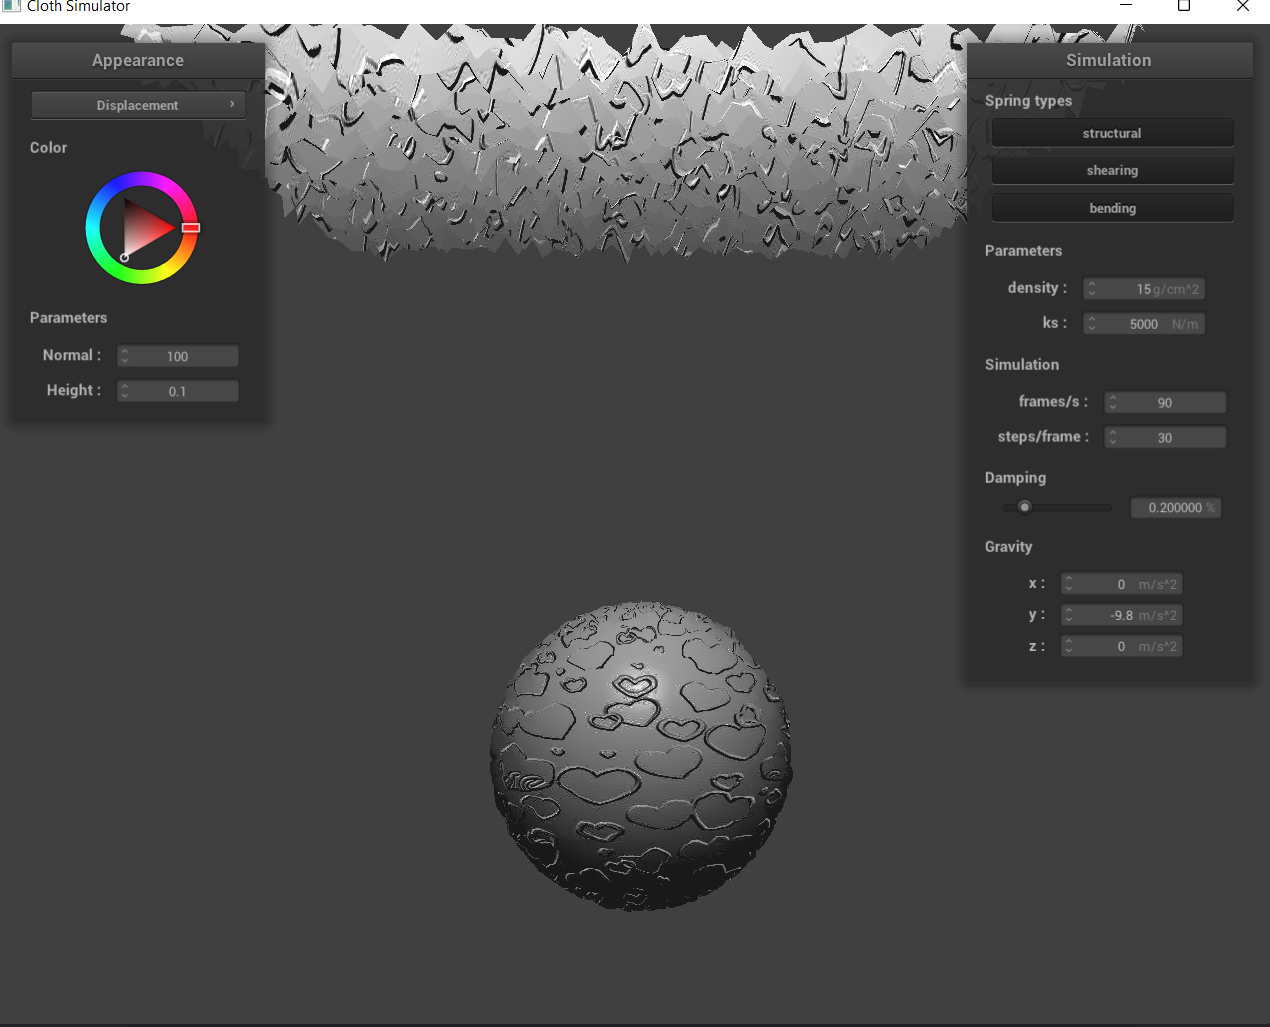 Cloth Simulator
Appearance
Displacement
Color
Parameters
Normal : 100
Height : 0.1
Simulation
Spring types
structural
shearing
bending
Parameters
density : 15 g/cm^2
ks : 5000 N/m
Simulation
frames/s : 90
steps/frame : 30
Damping
0.200000 %
Gravity
x : 0 m/s^2
y : -9.8 m/s^2
z : 0 m/s^2